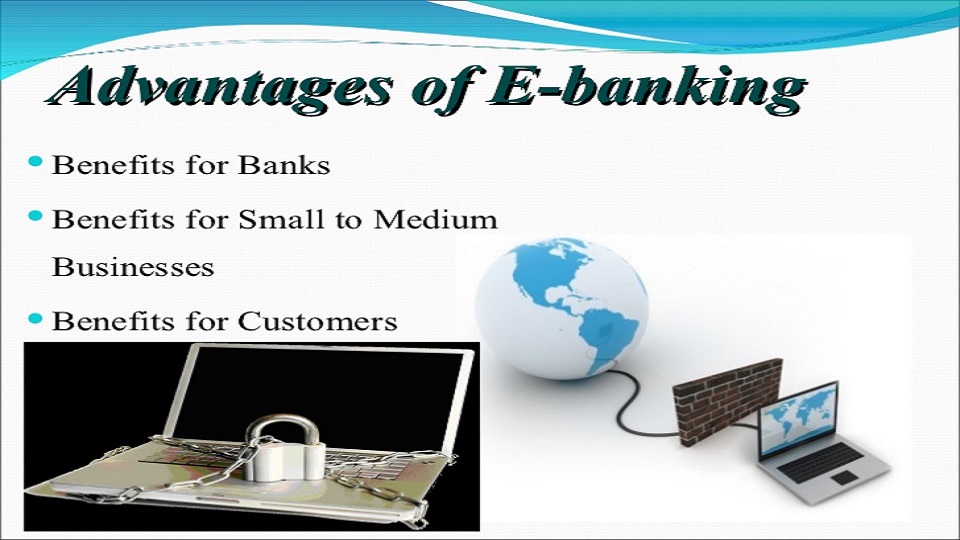 Advantages of E-banking
Benefits for Banks
Benefits for Small to Medium
Businesses
Benefits for Customers